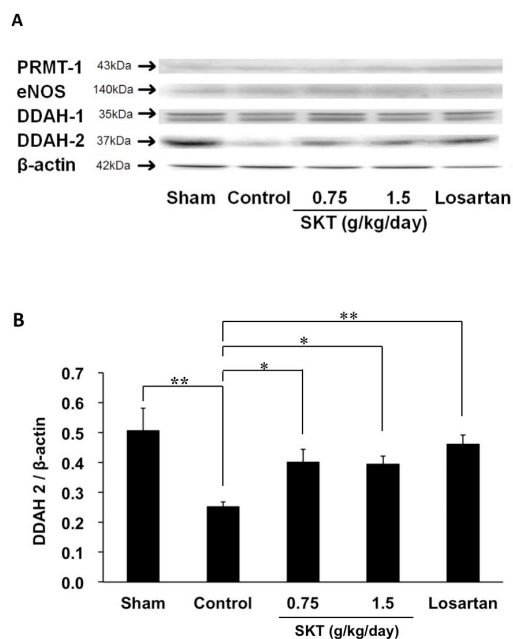 A
PRMT-1 43kDa
eNOS 140kDa
DDAH-1 35kDa
DDAH-2 37kDa
β-actin 42kDa
Sham Control 0.75 1.5 Losartan
SKT (g/kg/day)
B
**
*
** *
0.7
0.6
0.5
0.4
0.3
0.2
0.1
0.0
DDAH 2 / β-actin
Sham Control 0.75 1.5 Losartan
SKT (g/kg/day)